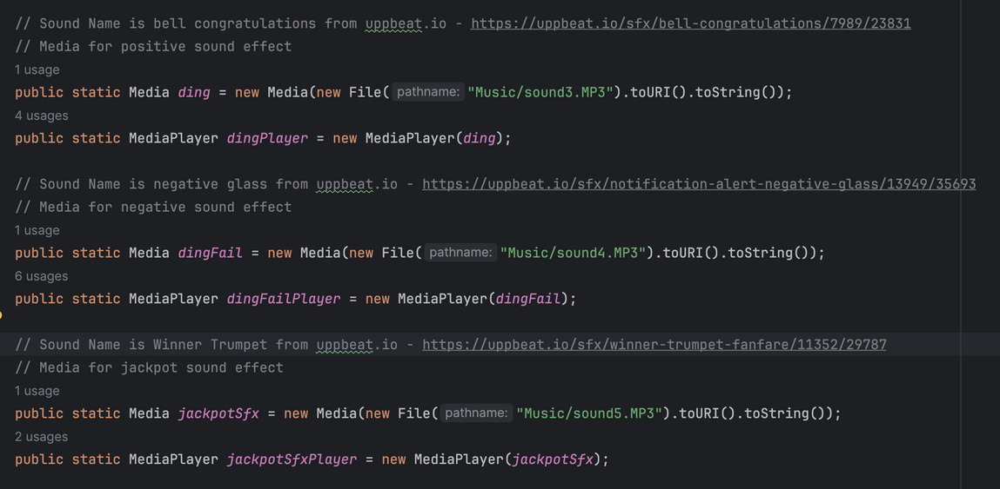 // Sound Name is bell congratulations from uppbeat.io - https://uppbeat.io/sfx/bell-congratulations/7989/23831
// Media for positive sound effect
1 usage
public static Media ding = new Media(new File( pathname: "Music/sound3.MP3").toURI().toString());
4 usages
public static MediaPlayer dingPlayer = new MediaPlayer(ding);
// Sound Name is negative glass from uppbeat.io - https://uppbeat.io/sfx/notification-alert-negative-glass/13949/35693
// Media for negative sound effect
1 usage
public static Media dingFail = new Media(new File( pathname: "Music/sound4.MP3").toURI().toString());
6 usages
public static MediaPlayer dingFailPlayer = new MediaPlayer(dingFail);
// Sound Name is Winner Trumpet from uppbeat.io - https://uppbeat.io/sfx/winner-trumpet-fanfare/11352/29787
// Media for jackpot sound effect
1 usage
public static Media jackpotSfx = new Media(new File( pathname: "Music/sound5.MP3").toURI().toString());
2 usages
public static MediaPlayer jackpotSfxPlayer = new MediaPlayer(jackpotSfx);